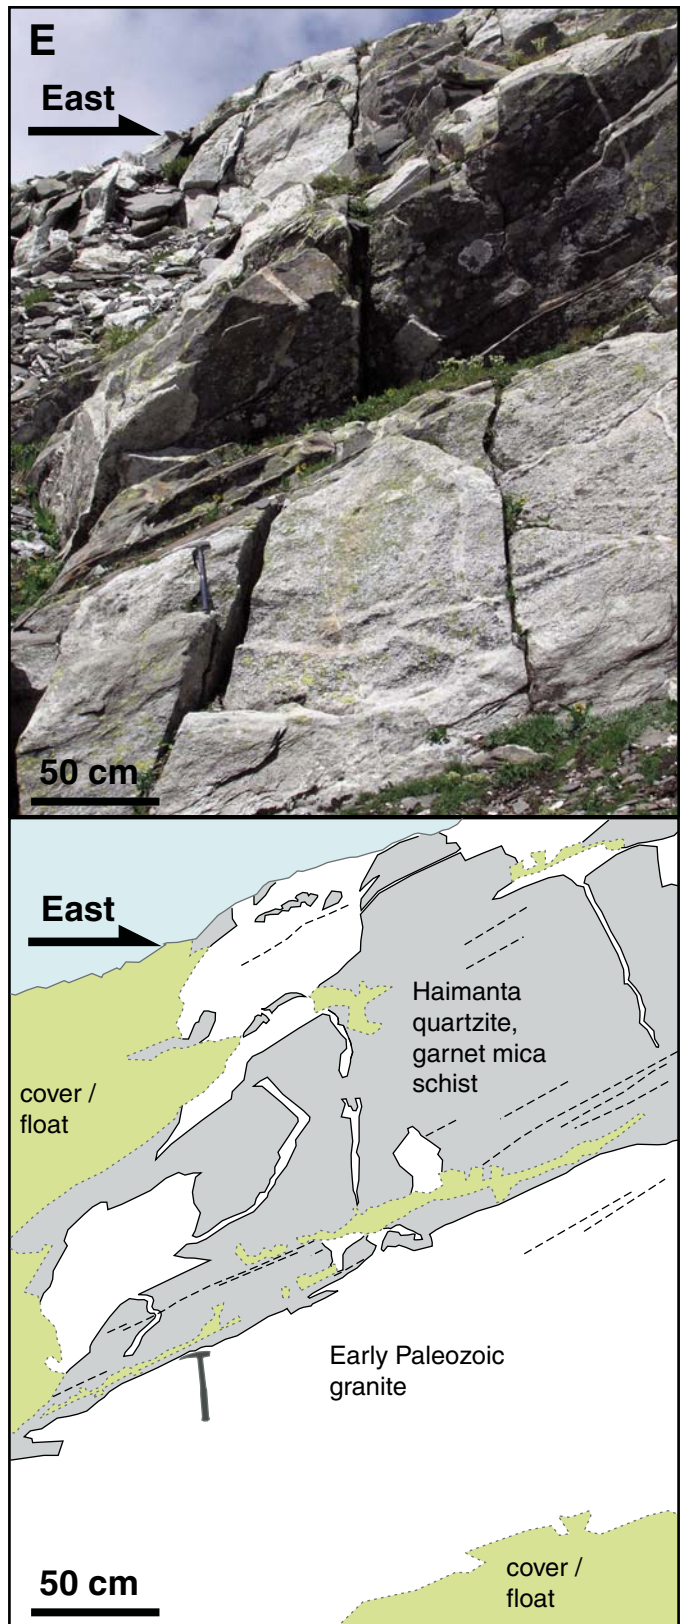 E
East
50 cm
East
Haimanta
quartzite,
garnet mica
schist
cover /
float
Early Paleozoic
granite
cover /
float
50 cm